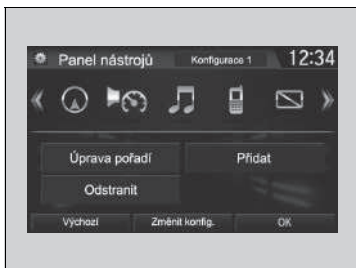 Panel nástrojů Konfigurace 1 12:34
Úprava pořadí Přidat
Odstranit
Výchozí Změnit konfig. OK